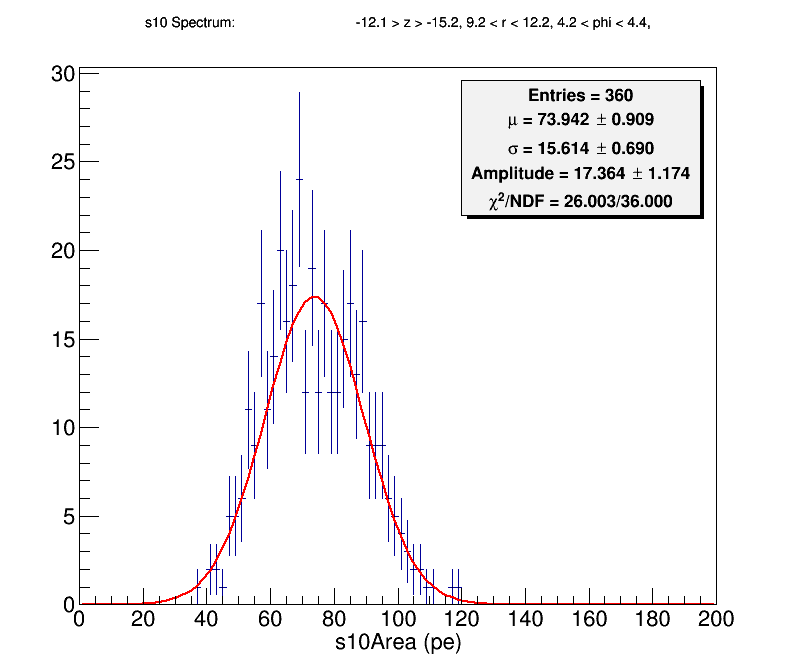 s10 Spectrum: -12.1 > z > -15.2, 9.2 < r < 12.2, 4.2 < phi < 4.4,
Entries = 360
μ = 73.942 ± 0.909
σ = 15.614 ± 0.690
Amplitude = 17.364 ± 1.174
χ²/NDF = 26.003/36.000
30
25
20
15
10
5
0
0 20 40 60 80 100 120 140 160 180 200
s10Area (pe)